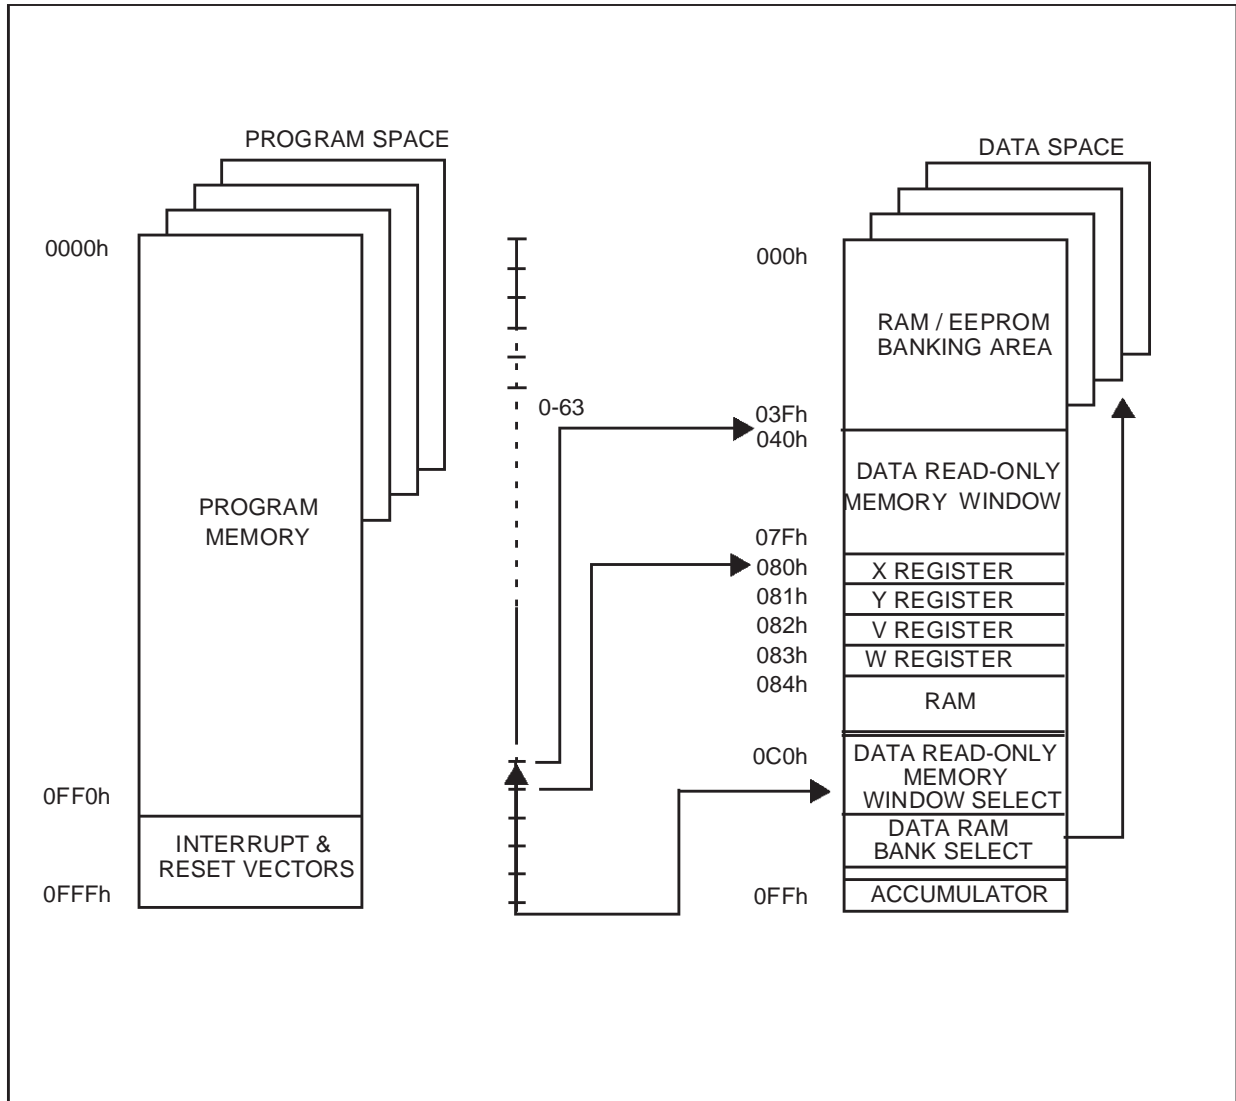 PROGRAM SPACE
0000h
PROGRAM
MEMORY
0FF0h
INTERRUPT &
RESET VECTORS
0FFFh
0-63
DATA SPACE
000h
RAM / EEPROM
BANKING AREA
03Fh
040h
DATA READ-ONLY
MEMORY WINDOW
07Fh
080h
X REGISTER
081h
Y REGISTER
082h
V REGISTER
083h
W REGISTER
084h
RAM
0C0h
DATA READ-ONLY
MEMORY
WINDOW SELECT
DATA RAM
BANK SELECT
0FFh
ACCUMULATOR